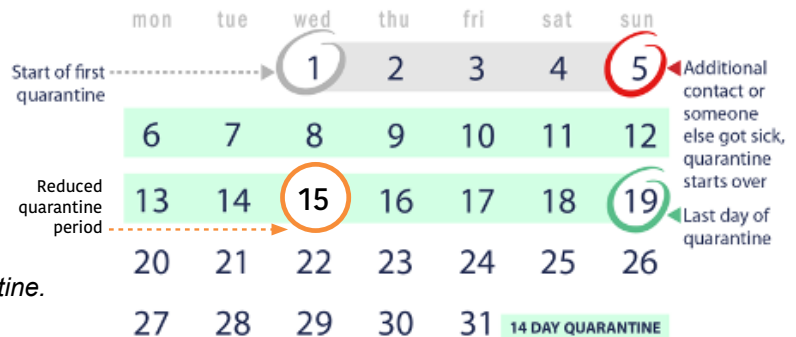 mon tue wed thu fri sat sun
Start of first
quarantine
1 2 3 4 5
Additional
contact or
someone
else got sick,
quarantine
starts over
6 7 8 9 10 11 12
Reduced
quarantine
period
13 14 15 16 17 18 19
Last day of
quarantine
20 21 22 23 24 25 26
tine.
27 28 29 30 31 14 DAY QUARANTINE